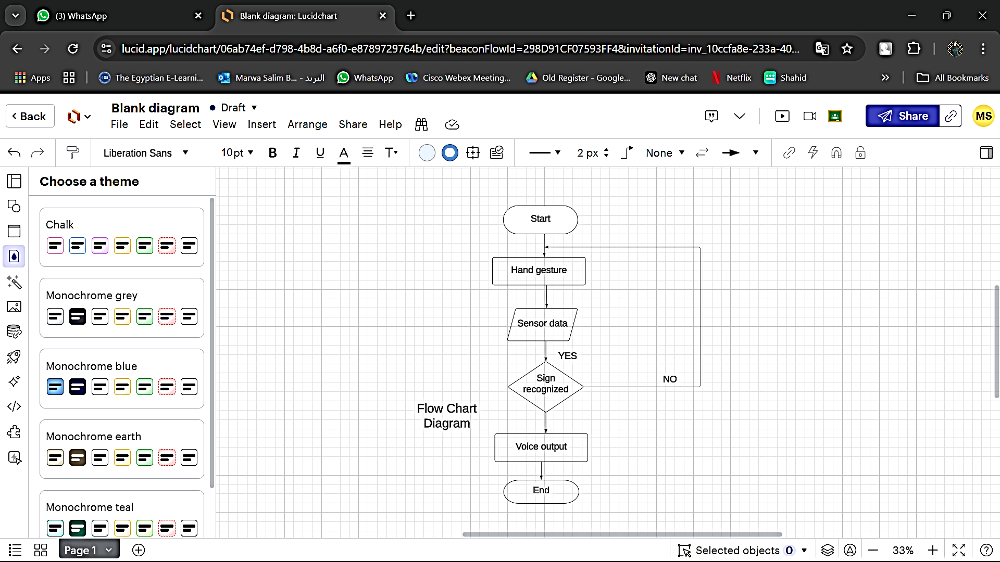 (3) WhatsApp
Blank diagram: Lucidchart
lucid.app/lucidchart/06ab74ef-d798-4b8d-a6f0-e8789729764b/edit?beaconFlowId=298D91CF07593FF4&invitationId=inv_10ccfa8e-233a-40...
Apps
The Egyptian E-Learni...
Marwa Salim B... - البريد
WhatsApp
Cisco Webex Meeting...
Old Register - Google...
New chat
Netflix
Shahid
All Bookmarks
Back
Blank diagram
Draft
File Edit Select View Insert Arrange Share Help
Share
MS
Liberation Sans
10pt
B I U A T
2 px
None
Choose a theme
Chalk
Monochrome grey
Monochrome blue
Monochrome earth
Monochrome teal
Start
Hand gesture
Sensor data
YES
Sign
recognized
NO
Flow Chart
Diagram
Voice output
End
Page 1
Selected objects 0
33%